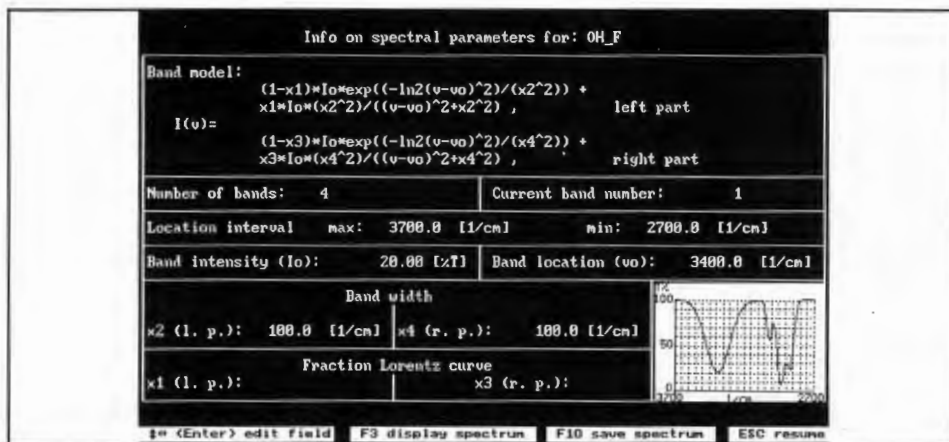 Info on spectral parameters for: OH_F
Band model:
(1-x1)*Io*exp((-ln2(v-vo)^2)/(x2^2)) +
x1*Io*(x2^2)/((v-vo)^2+x2^2) , left part
I(v)=
(1-x3)*Io*exp((-ln2(v-vo)^2)/(x4^2)) +
x3*Io*(x4^2)/((v-vo)^2+x4^2) , right part
Number of bands: 4 Current band number: 1
Location interval max: 3700.0 [1/cm] min: 2700.0 [1/cm]
Band intensity (Io): 20.00 [%T] Band location (vo): 3400.0 [1/cm]
Band width
x2 (l. p.): 100.0 [1/cm] x4 (r. p.): 100.0 [1/cm]
Fraction Lorentz curve
x1 (l. p.): x3 (r. p.):
T%
100
50
0
1/cm 2700
(Enter) edit field F3 display spectrum F10 save spectrum ESC resume